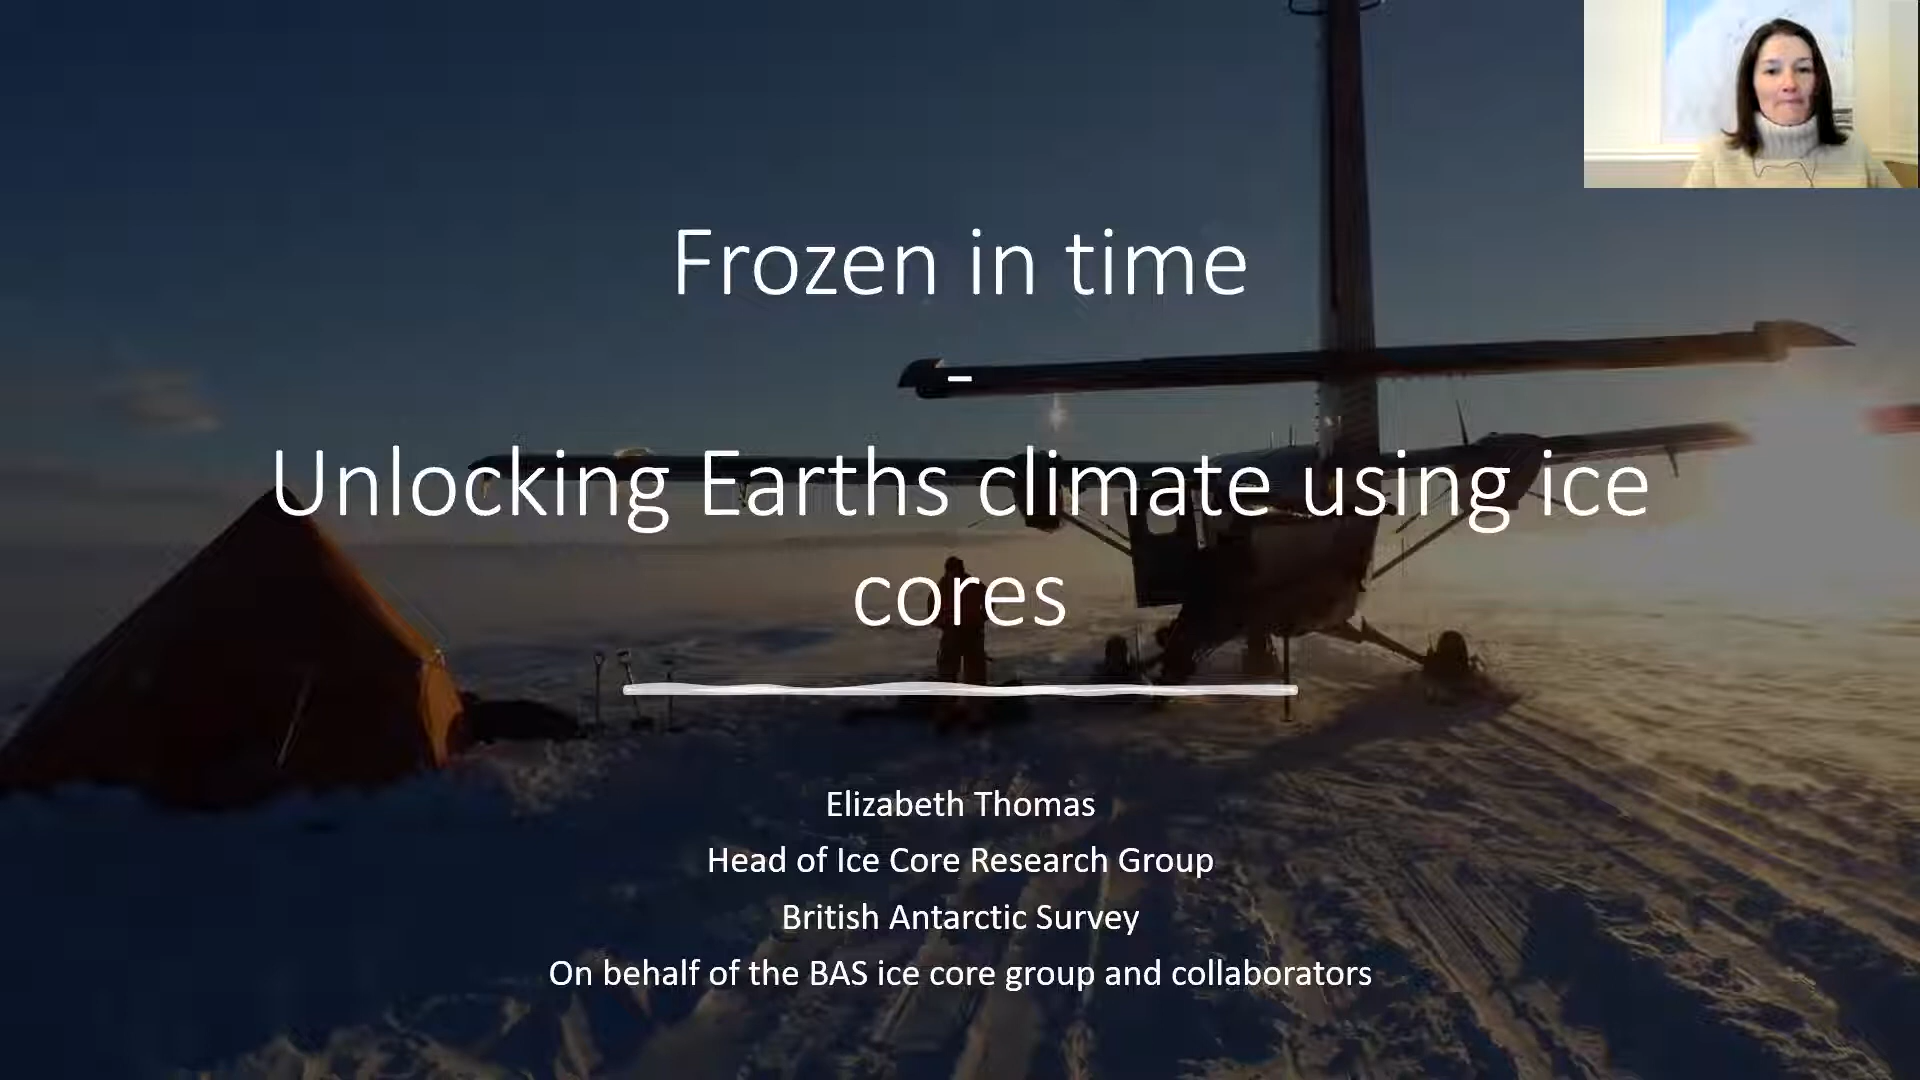 Frozen in time
–
Unlocking Earths climate using ice
cores
Elizabeth Thomas
Head of Ice Core Research Group
British Antarctic Survey
On behalf of the BAS ice core group and collaborators